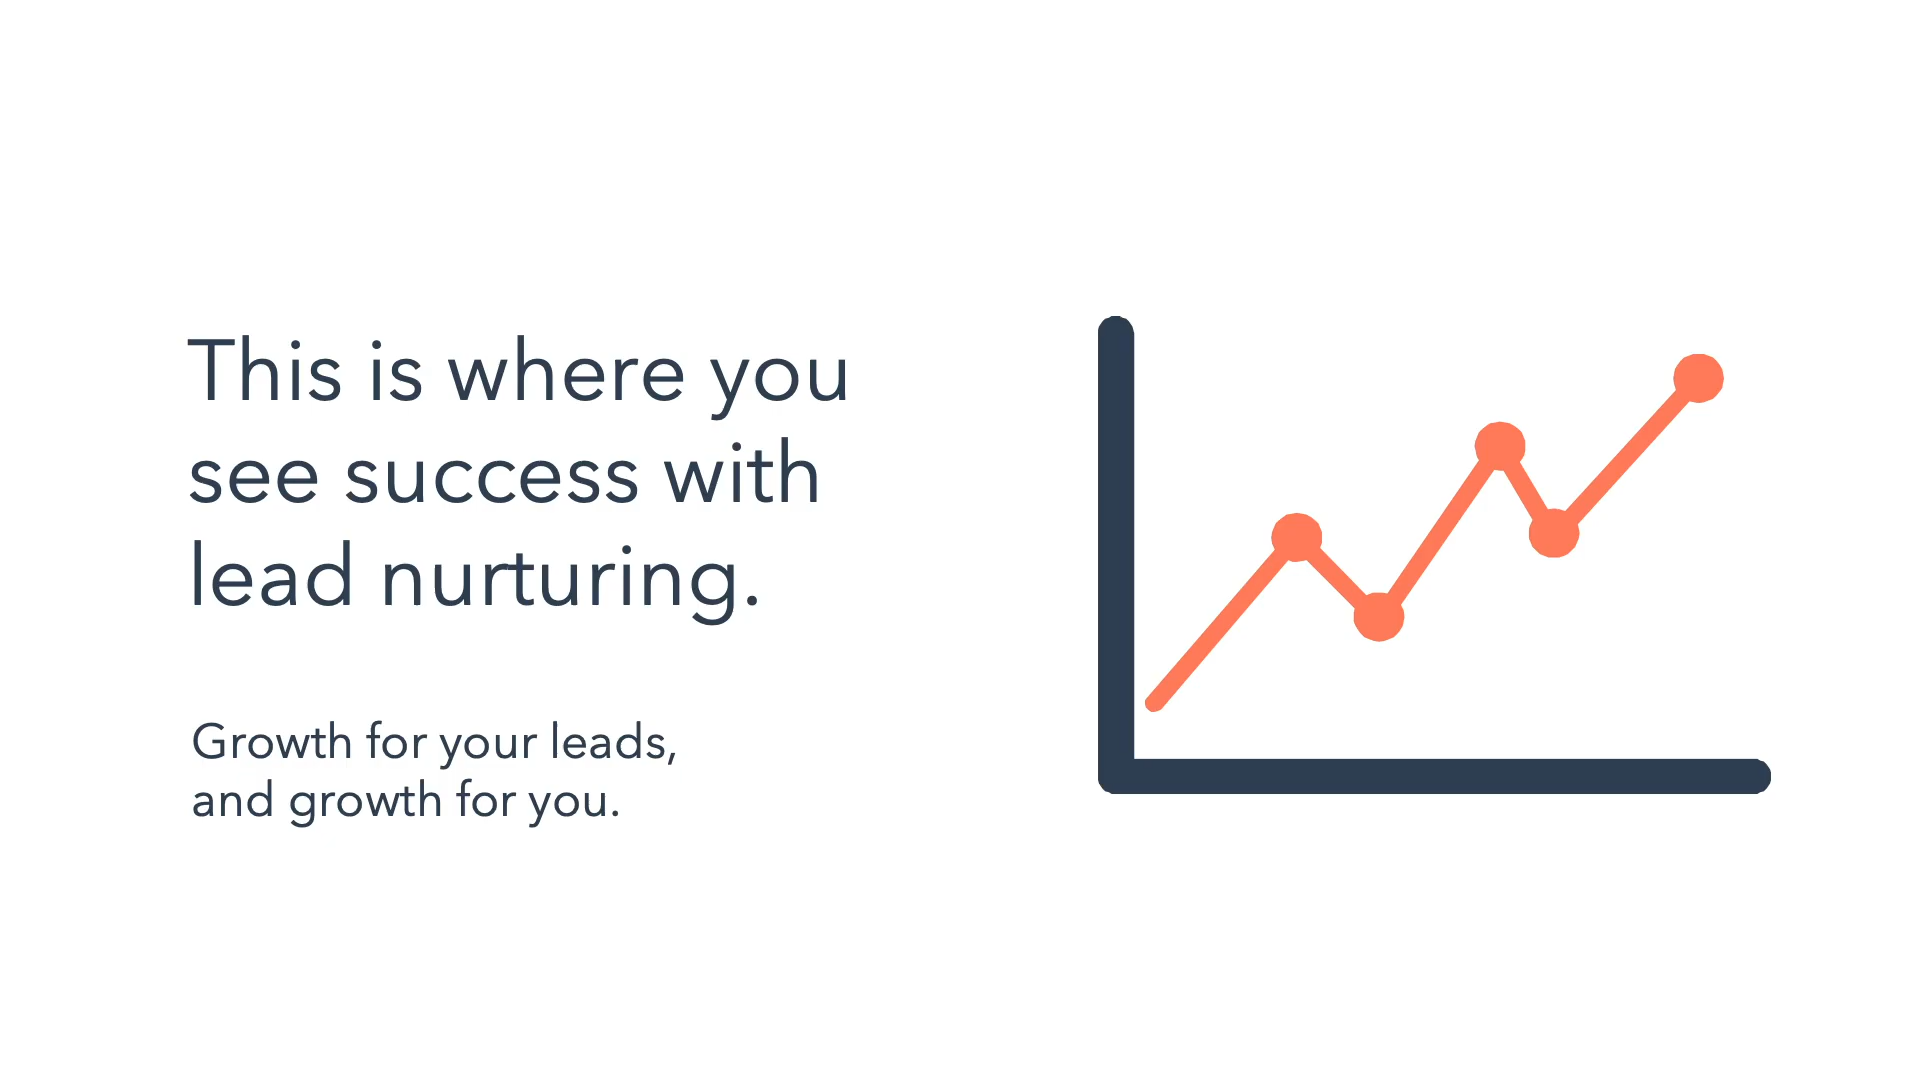 This is where you
see success with
lead nurturing.
Growth for your leads,
and growth for you.